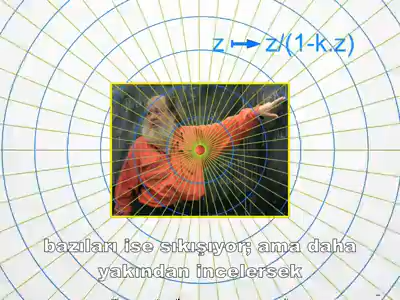 z ↦ z/(1-k.z)
bazıları ise sıkışıyor; ama daha
yakından incelersek